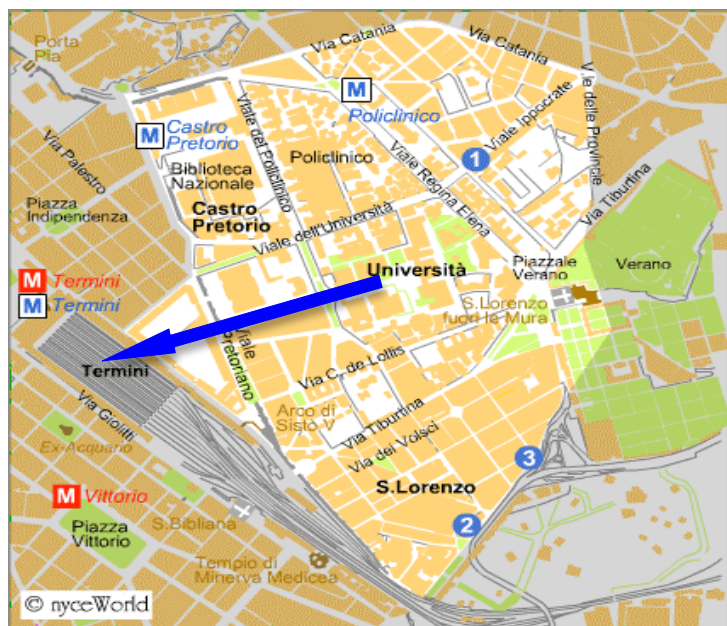 Porta
Pia
Via Catania
Via Catania
V.le delle Provincie
M
Policlinico
M
Castro
Pretorio
Via Palestro
Viale del Policlinico
Policlinico
Viale Ippocrate
1
Biblioteca
Nazionale
Viale Regina Elena
Piazza
Indipendenza
Castro
Pretorio
Via Tiburtina
Viale dell'Università
Università
Piazzale
Verano
Verano
M Termini
M Termini
S.Lorenzo
fuori le Mura
Viale
Pretoriano
Termini
Via C. de Lollis
Via Giolitti
Arco di
Sisto V
Via Tiburtina
Via dei Volsci
Ex-Acquario
3
S.Lorenzo
M Vittorio
2
Piazza
Vittorio
S.Bibliana
Tempio di
Minerva Medicea
© nyceWorld